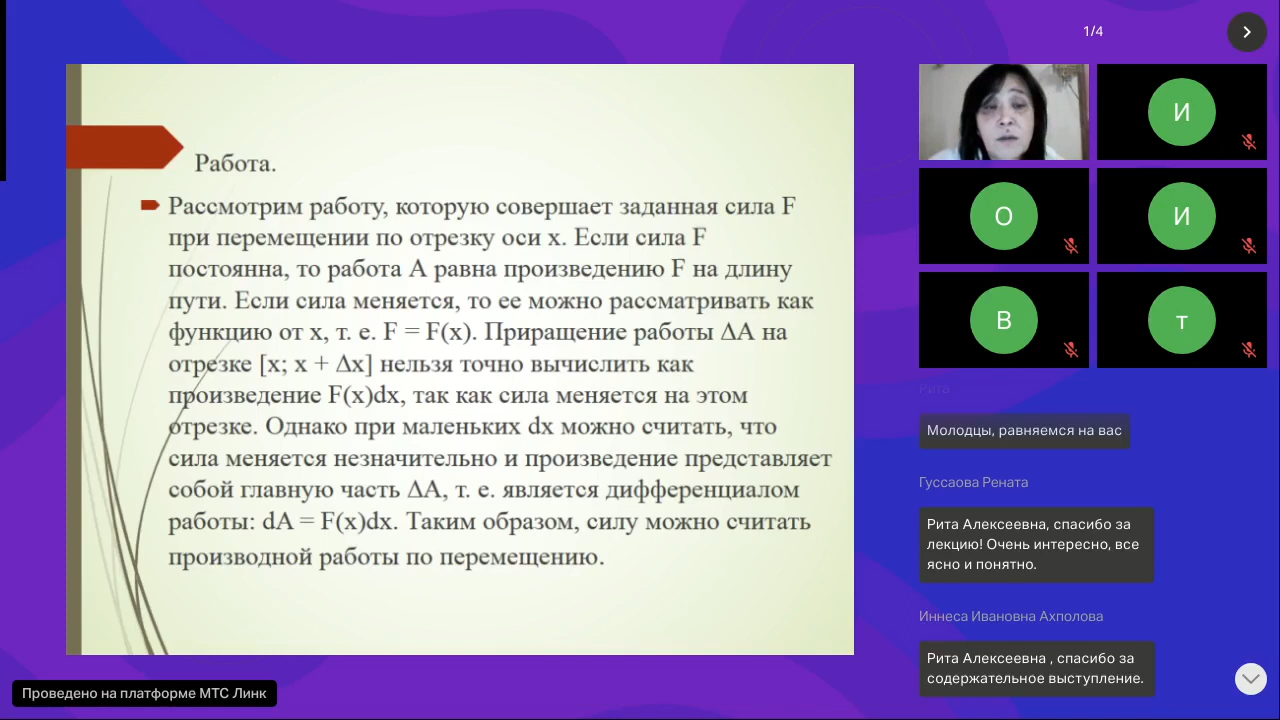 1/4
Работа.
Рассмотрим работу, которую совершает заданная сила F
при перемещении по отрезку оси x. Если сила F
постоянна, то работа A равна произведению F на длину
пути. Если сила меняется, то ее можно рассматривать как
функцию от x, т. е. F = F(x). Приращение работы ΔA на
отрезке [x; x + Δx] нельзя точно вычислить как
произведение F(x)dx, так как сила меняется на этом
отрезке. Однако при маленьких dx можно считать, что
сила меняется незначительно и произведение представляет
собой главную часть ΔA, т. е. является дифференциалом
работы: dA = F(x)dx. Таким образом, силу можно считать
производной работы по перемещению.
И
О
И
В
т
Рита
Молодцы, равняемся на вас
Гуссаова Рената
Рита Алексеевна, спасибо за
лекцию! Очень интересно, все
ясно и понятно.
Иннеса Ивановна Ахполова
Рита Алексеевна , спасибо за
содержательное выступление.
Проведено на платформе МТС Линк